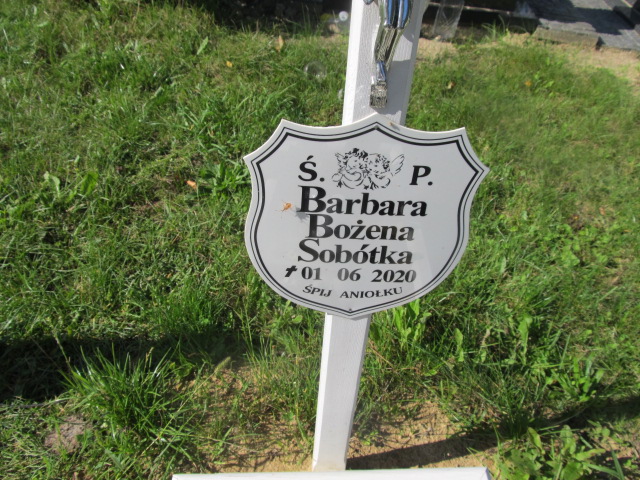 Ś. P.
Barbara
Bożena
Sobótka
✝ 01 06 2020
ŚPIJ ANIOŁKU